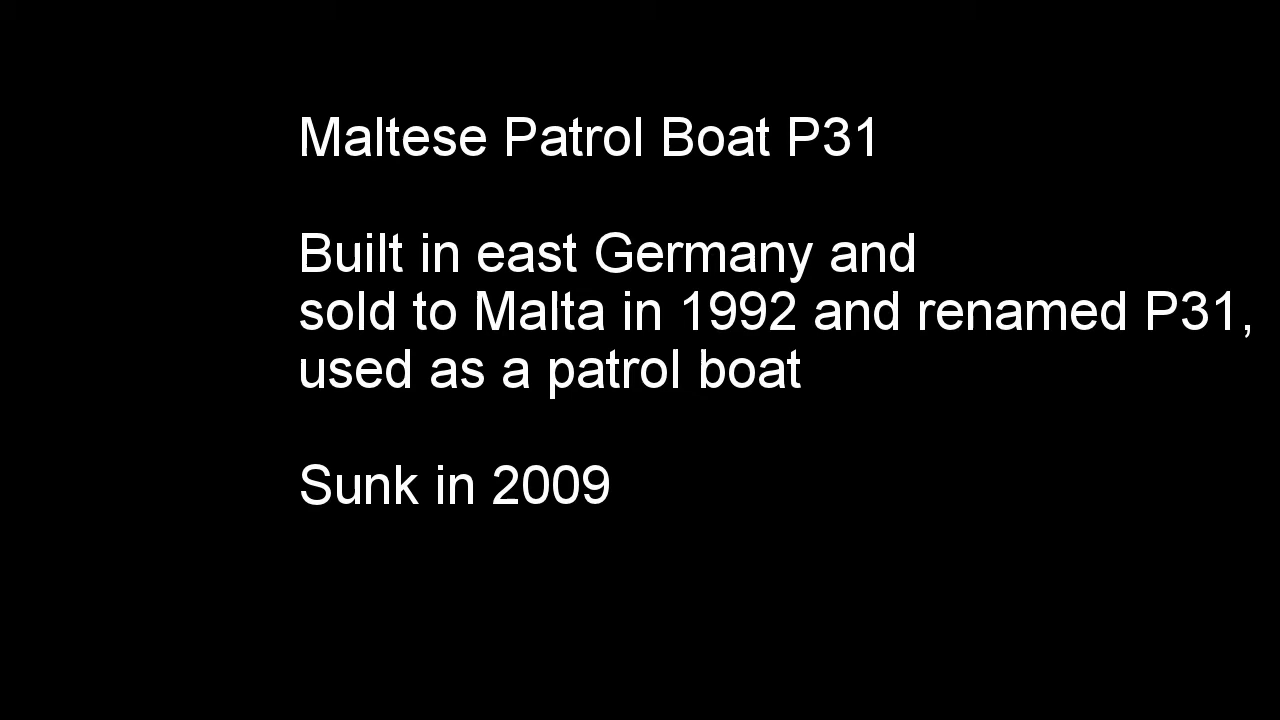 Maltese Patrol Boat P31
Built in east Germany and
sold to Malta in 1992 and renamed P31,
used as a patrol boat
Sunk in 2009